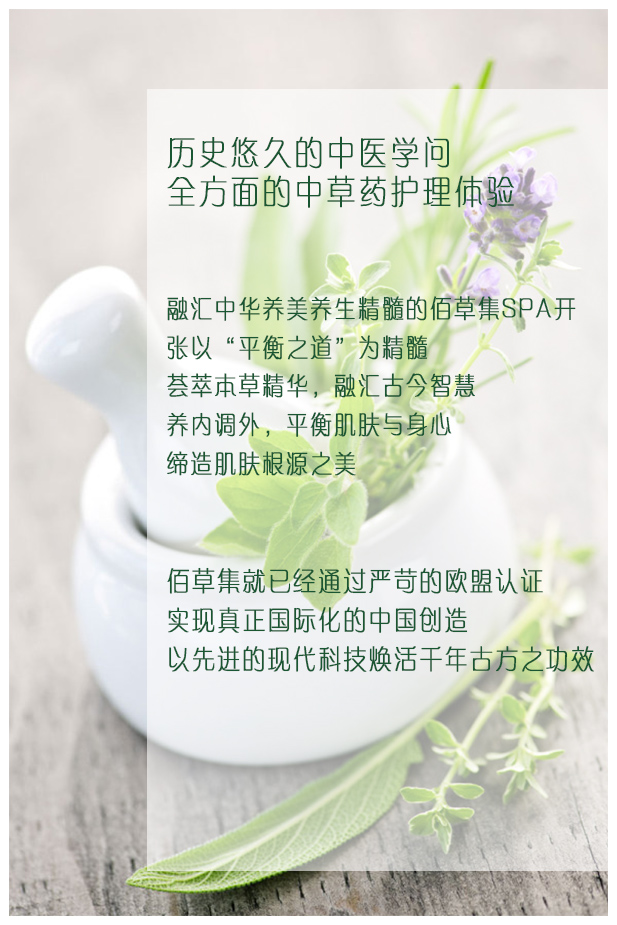 历史悠久的中医学问
全方面的中草药护理体验
融汇中华养美养生精髓的佰草集SPA开
张以“平衡之道”为精髓
荟萃本草精华，融汇古今智慧
养内调外，平衡肌肤与身心
缔造肌肤根源之美
佰草集就已经通过严苛的欧盟认证
实现真正国际化的中国创造
以先进的现代科技焕活千年古方之功效